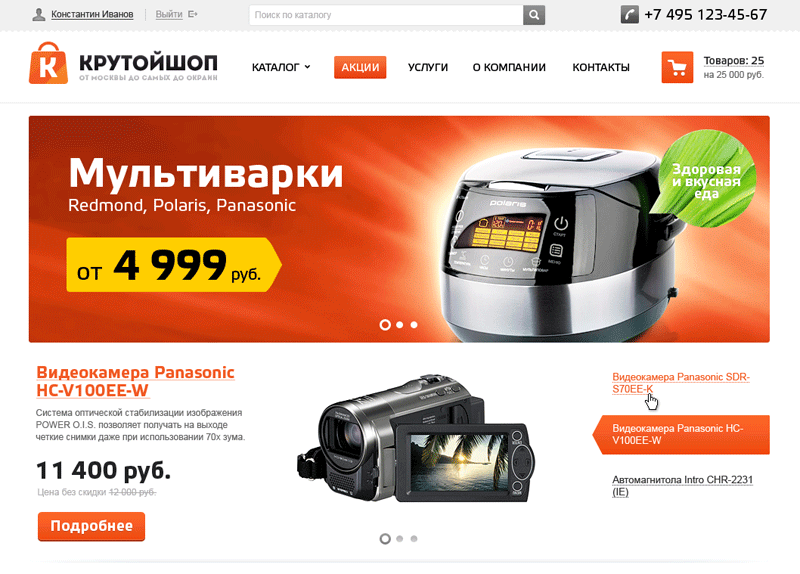 Константин Иванов
Выйти
Поиск по каталогу
+7 495 123-45-67
К
КРУТОЙШОП
ОТ МОСКВЫ ДО САМЫХ ДО ОКРАИН
КАТАЛОГ
АКЦИИ
УСЛУГИ
О КОМПАНИИ
КОНТАКТЫ
Товаров: 25
на 25 000 руб.
Мультиварки
Redmond, Polaris, Panasonic
от 4 999 руб.
POLARIS
СТАРТ
МЕНЮ
Здоровая
и вкусная
еда
Видеокамера Panasonic
HC-V100EE-W
Система оптической стабилизации изображения
POWER O.I.S. позволяет получать на выходе
четкие снимки даже при использовании 70х зума.
11 400 руб.
Цена без скидки 12 000 руб.
Подробнее
Видеокамера Panasonic SDR-
S70EE-K
Видеокамера Panasonic HC-
V100EE-W
Автомагнитола Intro CHR-2231
(IE)